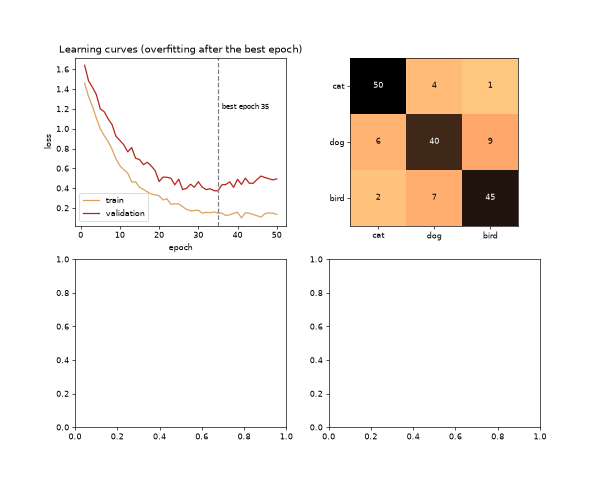 Learning curves (overfitting after the best epoch)
1.6
1.4
1.2
1.0
0.8
0.6
0.4
0.2
loss
best epoch 35
train
validation
0 10 20 30 40 50
epoch
cat 50 4 1
dog 6 40 9
bird 2 7 45
cat dog bird
1.0
0.8
0.6
0.4
0.2
0.0
0.0 0.2 0.4 0.6 0.8 1.0
1.0
0.8
0.6
0.4
0.2
0.0
0.0 0.2 0.4 0.6 0.8 1.0